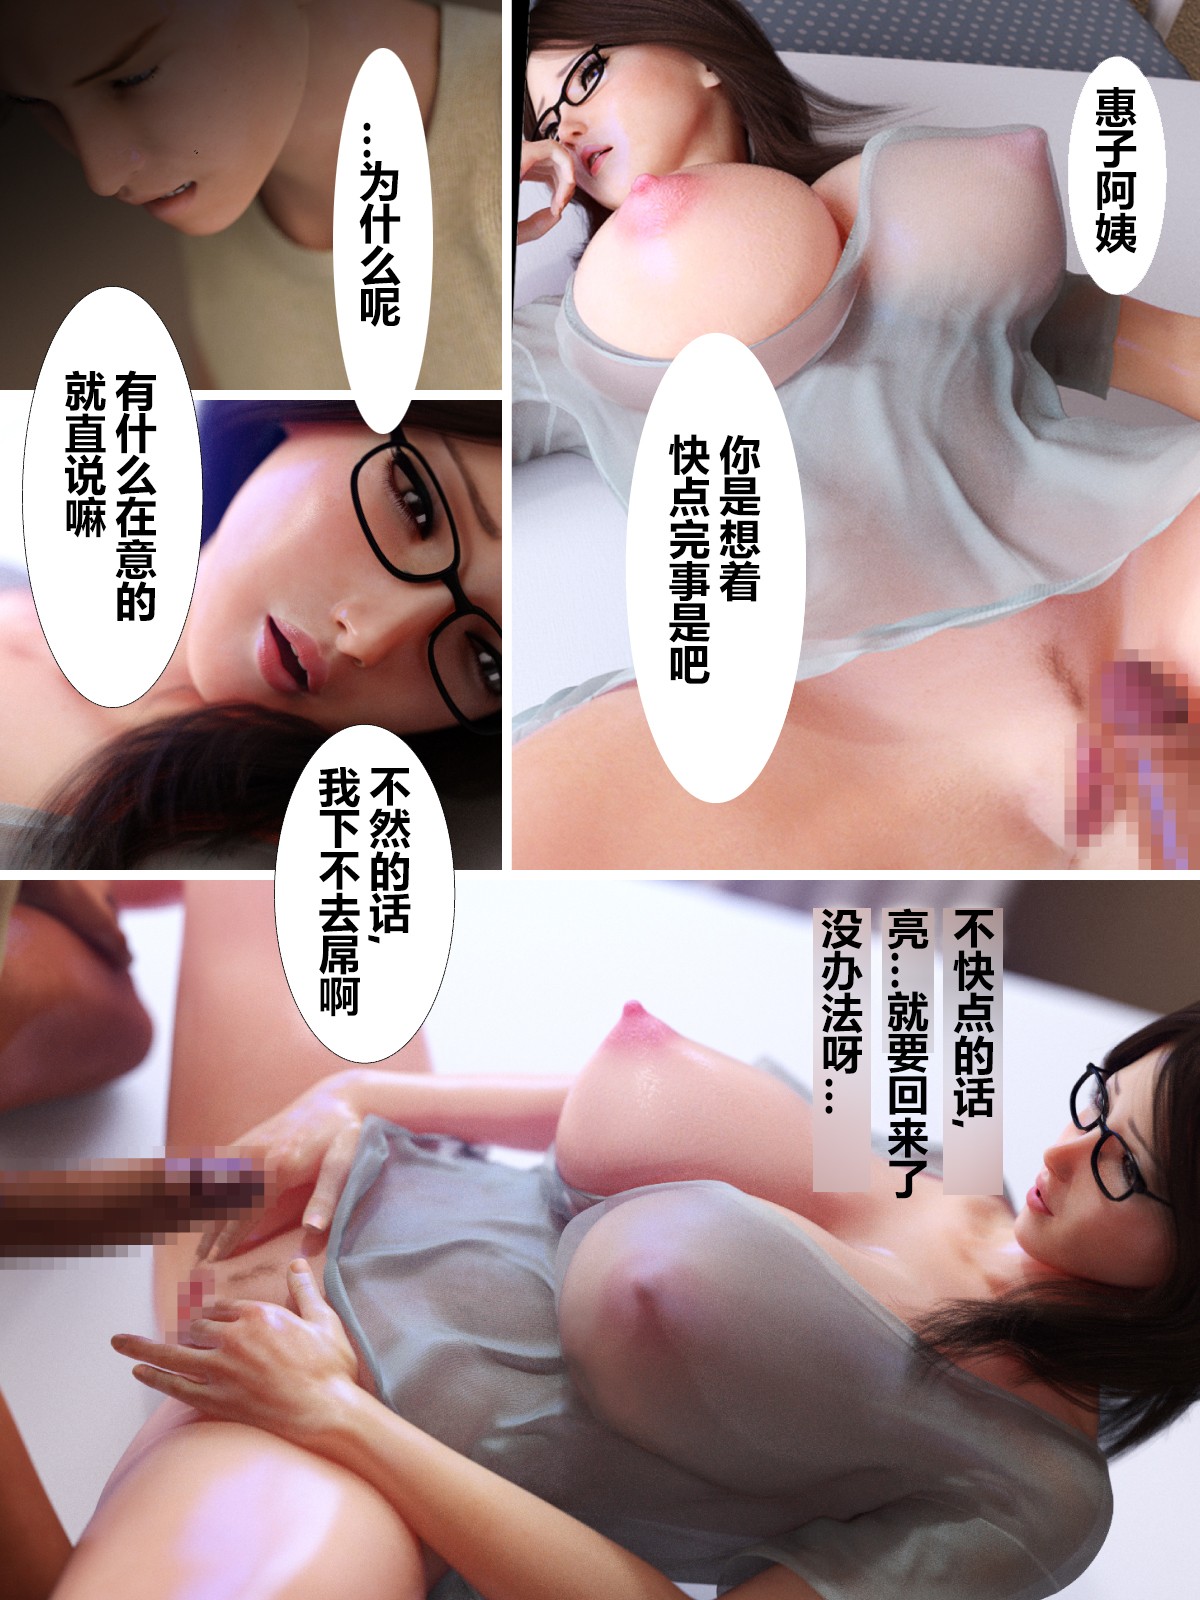 惠子阿姨
你是想着
快点完事是吧
…为什么呢
有什么在意的
就直说嘛
不然的话,
我下不去屌啊
不快点的话,
亮…就要回来了
没办法呀…